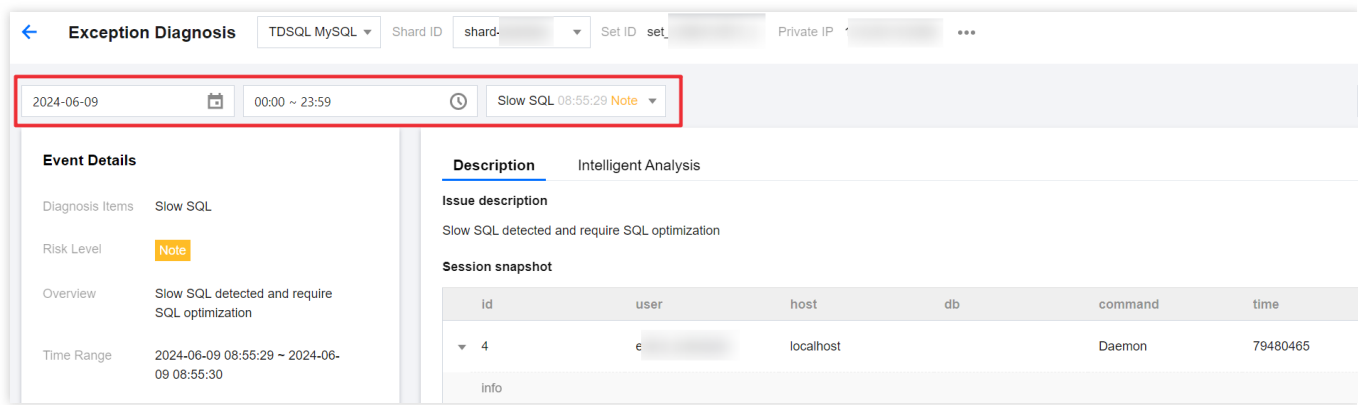 Exception Diagnosis TDSQL MySQL Shard ID shard- Set ID set_ Private IP
2024-06-09 00:00 ~ 23:59 Slow SQL 08:55:29 Note
Event Details
Diagnosis Items Slow SQL
Risk Level Note
Overview Slow SQL detected and require
SQL optimization
Time Range 2024-06-09 08:55:29 ~ 2024-06-
09 08:55:30
Description Intelligent Analysis
Issue description
Slow SQL detected and require SQL optimization
Session snapshot
id user host db command time
4 localhost Daemon 79480465
info